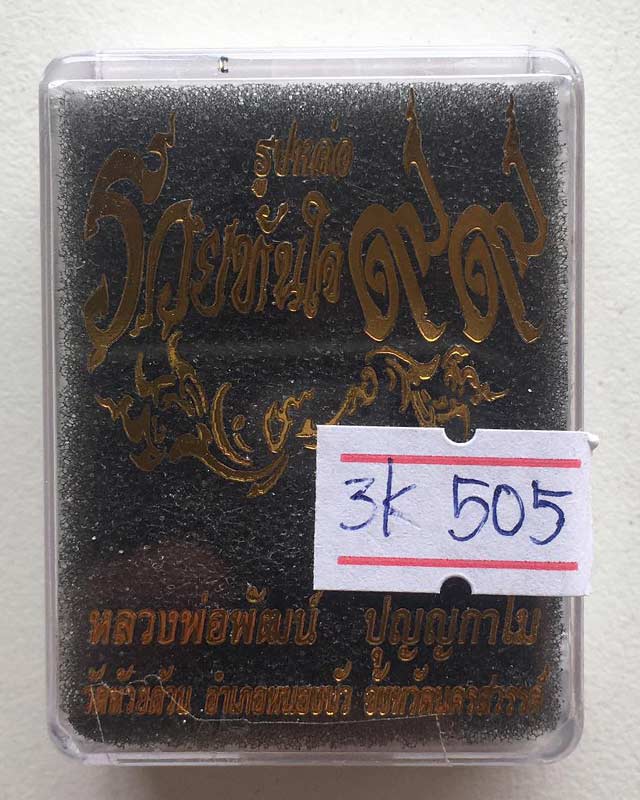 รูปหล่อ
รวยทันใจ ๙๙
3K 505
หลวงพ่อพัฒน์ ปุญญกาโม
วัดห้วยด้วน อำเภอหนองบัว จังหวัดนครสวรรค์